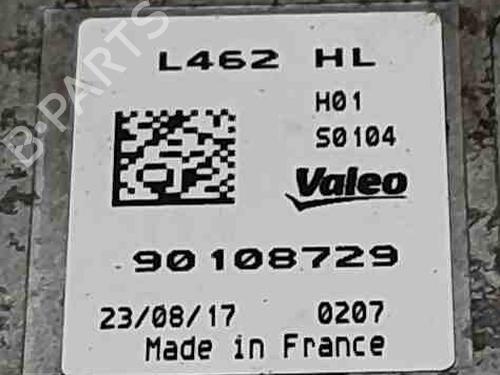 L462 HL
H01
S0104
Valeo
90108729
23/08/17 0207
Made in France
B-PARTS